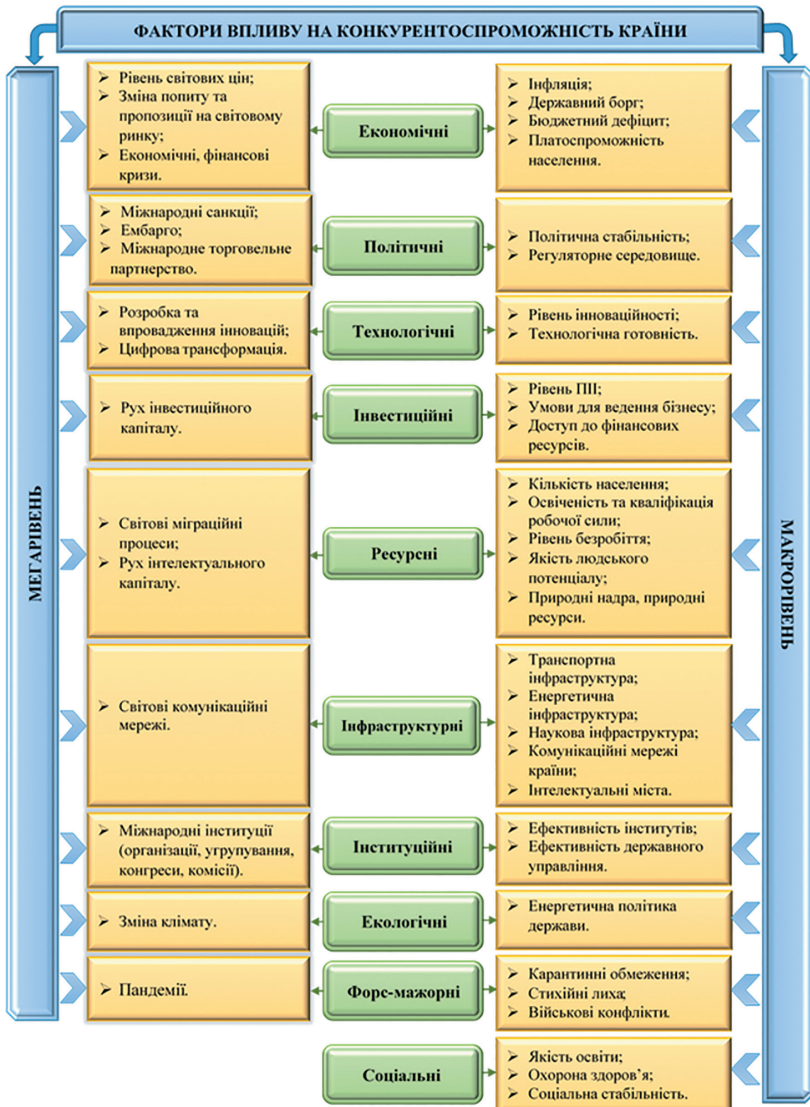 ФАКТОРИ ВПЛИВУ НА КОНКУРЕНТОСПРОМОЖНІСТЬ КРАЇНИ
МЕГАРІВЕНЬ
➢ Рівень світових цін;
➢ Зміна попиту та
пропозиції на світовому
ринку;
➢ Економічні, фінансові
кризи.
Економічні
➢ Інфляція;
➢ Державний борг;
➢ Бюджетний дефіцит;
➢ Платоспроможність
населення.
➢ Міжнародні санкції;
➢ Ембарго;
➢ Міжнародне торговельне
партнерство.
Політичні
➢ Політична стабільність;
➢ Регуляторне середовище.
➢ Розробка та
впровадження інновацій;
➢ Цифрова трансформація.
Технологічні
➢ Рівень інноваційності;
➢ Технологічна готовність.
➢ Рух інвестиційного
капіталу.
Інвестиційні
➢ Рівень ПІІ;
➢ Умови для ведення бізнесу;
➢ Доступ до фінансових
ресурсів.
➢ Світові міграційні
процеси;
➢ Рух інтелектуального
капіталу.
Ресурсні
➢ Кількість населення;
➢ Освіченість та кваліфікація
робочої сили;
➢ Рівень безробіття;
➢ Якість людського
потенціалу;
➢ Природні надра, природні
ресурси.
➢ Світові комунікаційні
мережі.
Інфраструктурні
➢ Транспортна
інфраструктура;
➢ Енергетична
інфраструктура;
➢ Наукова інфраструктура;
➢ Комунікаційні мережі
країни;
➢ Інтелектуальні міста.
➢ Міжнародні інституції
(організації, угрупування,
конгреси, комісії).
Інституційні
➢ Ефективність інститутів;
➢ Ефективність державного
управління.
➢ Зміна клімату.
Екологічні
➢ Енергетична політика
держави.
➢ Пандемії.
Форс-мажорні
➢ Карантинні обмеження;
➢ Стихійні лиха;
➢ Військові конфлікти.
Соціальні
➢ Якість освіти;
➢ Охорона здоров'я;
➢ Соціальна стабільність.
МАКРОРІВЕНЬ